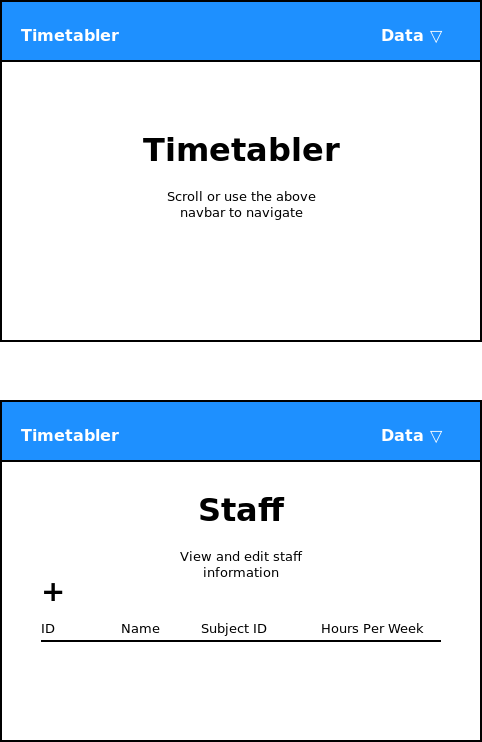 Timetabler Data ▽
Timetabler
Scroll or use the above
navbar to navigate
Timetabler Data ▽
Staff
View and edit staff
information
+
ID Name Subject ID Hours Per Week